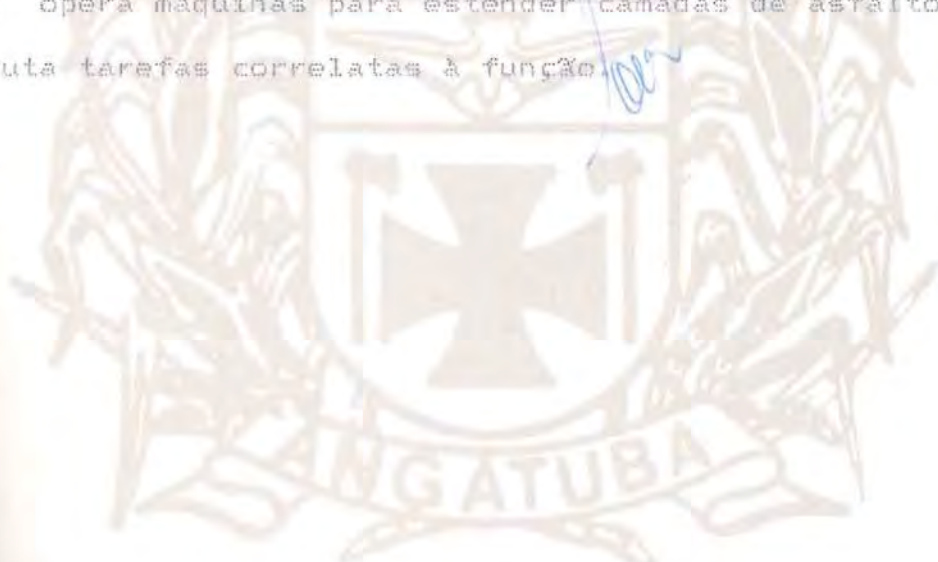 opera máquinas para estender camadas de asfalto
uta tarefas correlatas à função.
ANGATUBA